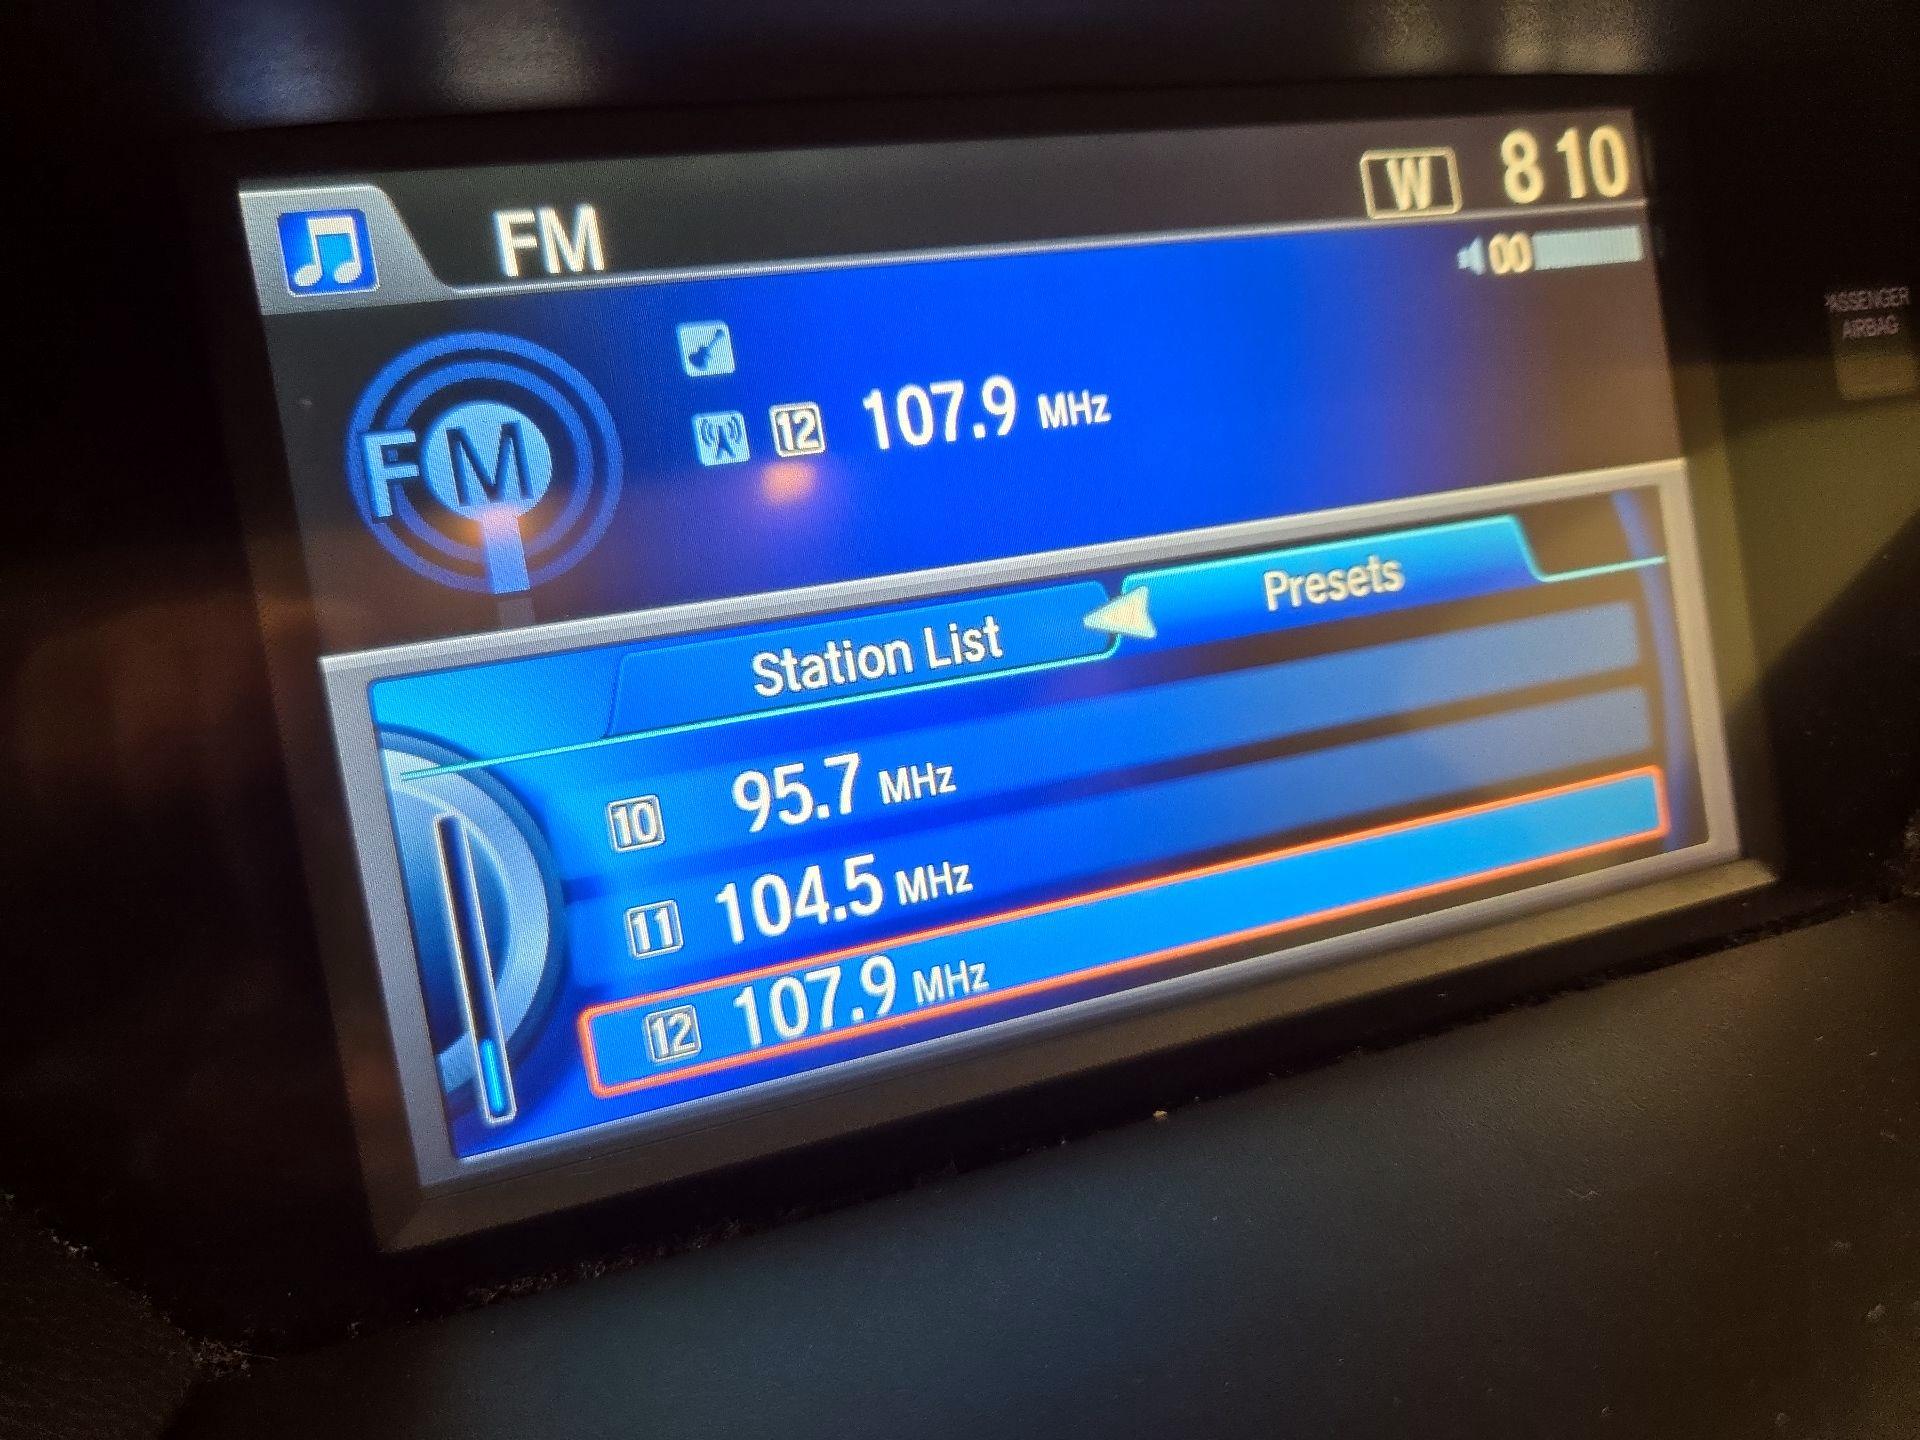 FM
W 8 10
00
FM
12 107.9 MHz
Station List
Presets
10 95.7 MHz
11 104.5 MHz
12 107.9 MHz
PASSENGER
AIRBAG